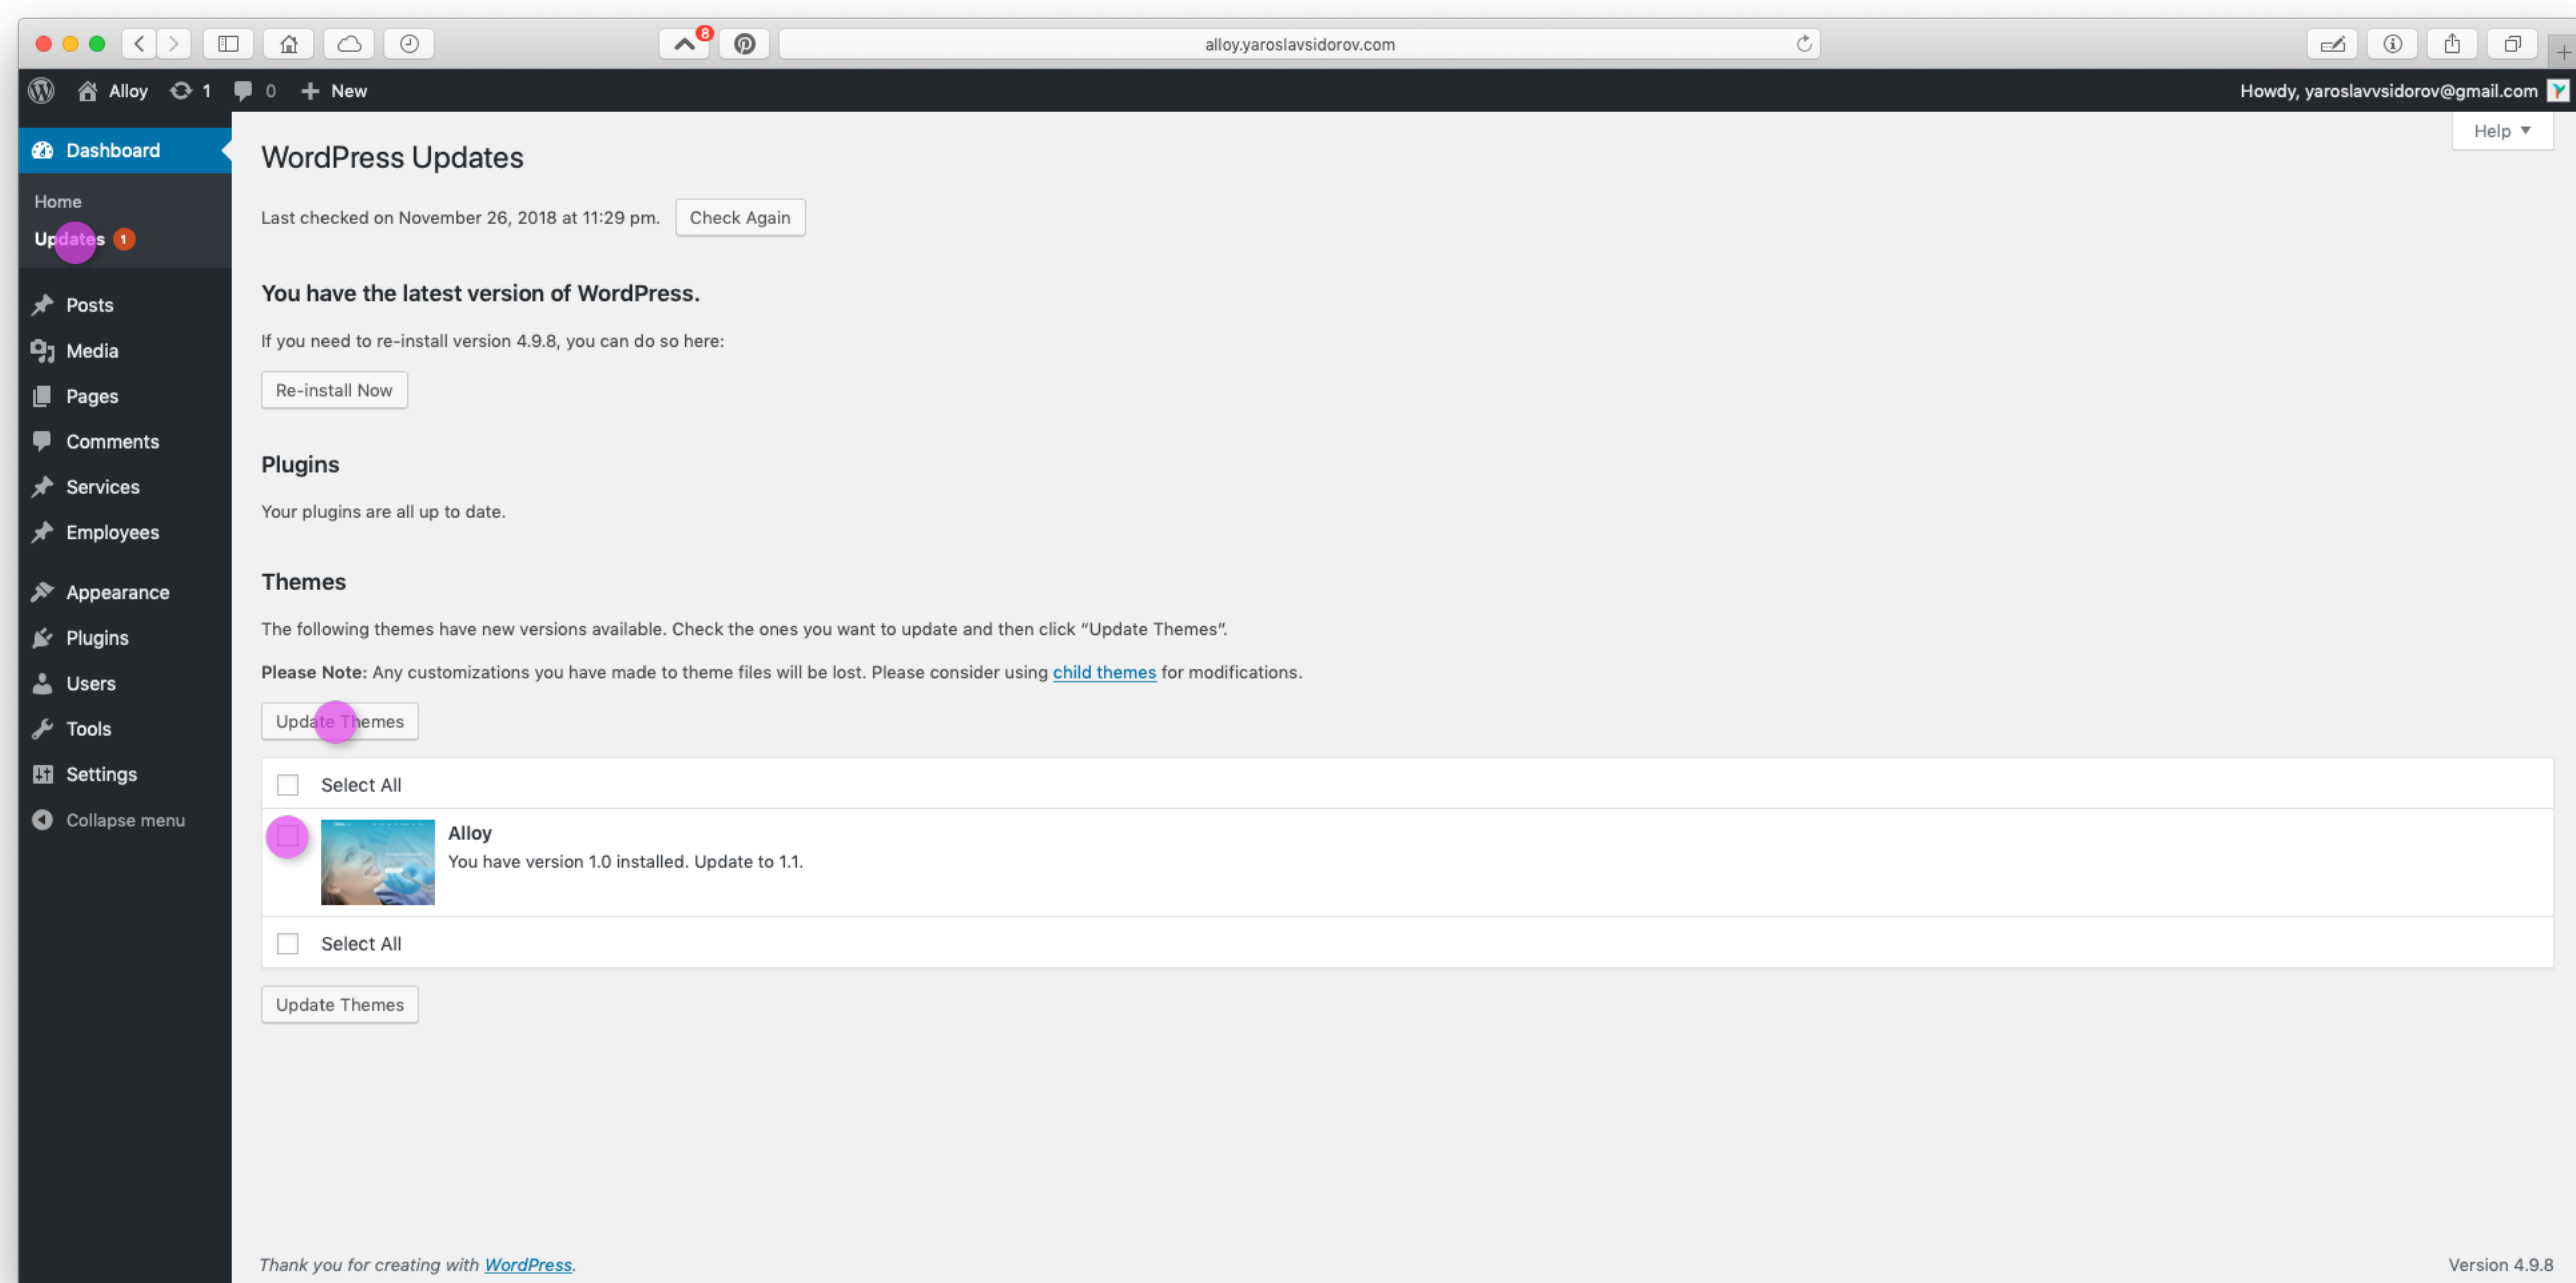 8
alloy.yaroslavsidorov.com
Alloy 1 0 New
Howdy, yaroslavvsidorov@gmail.com
Dashboard
Home
Updates 1
Posts
Media
Pages
Comments
Services
Employees
Appearance
Plugins
Users
Tools
Settings
Collapse menu
Help
WordPress Updates
Last checked on November 26, 2018 at 11:29 pm. Check Again
You have the latest version of WordPress.
If you need to re-install version 4.9.8, you can do so here:
Re-install Now
Plugins
Your plugins are all up to date.
Themes
The following themes have new versions available. Check the ones you want to update and then click “Update Themes”.
Please Note: Any customizations you have made to theme files will be lost. Please consider using child themes for modifications.
Update Themes
Select All
Alloy
You have version 1.0 installed. Update to 1.1.
Select All
Update Themes
Thank you for creating with WordPress.
Version 4.9.8